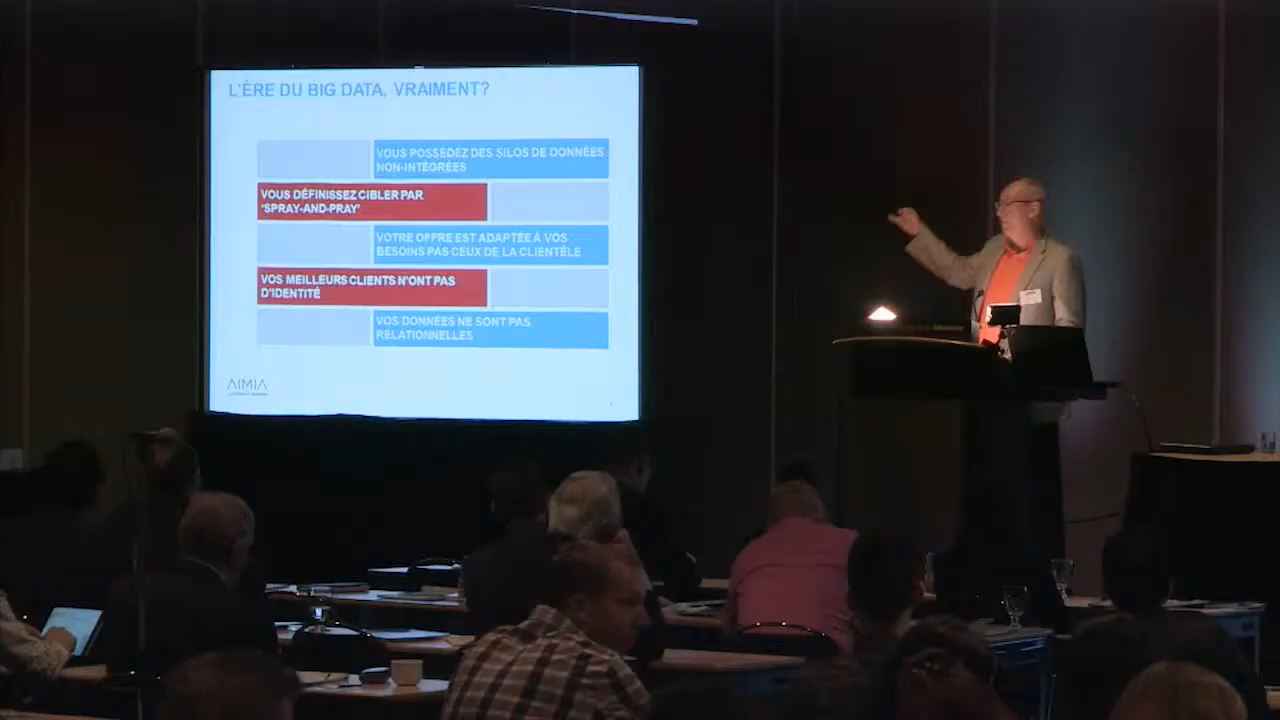 L'ÈRE DU BIG DATA, VRAIMENT?
VOUS POSSÉDEZ DES SILOS DE DONNÉES
NON-INTÉGRÉES
VOUS DÉFINISSEZ CIBLER PAR
'SPRAY-AND-PRAY'
VOTRE OFFRE EST ADAPTÉE À VOS
BESOINS PAS CEUX DE LA CLIENTÈLE
VOS MEILLEURS CLIENTS N'ONT PAS
D'IDENTITÉ
VOS DONNÉES NE SONT PAS
RELATIONNELLES
AIMIA